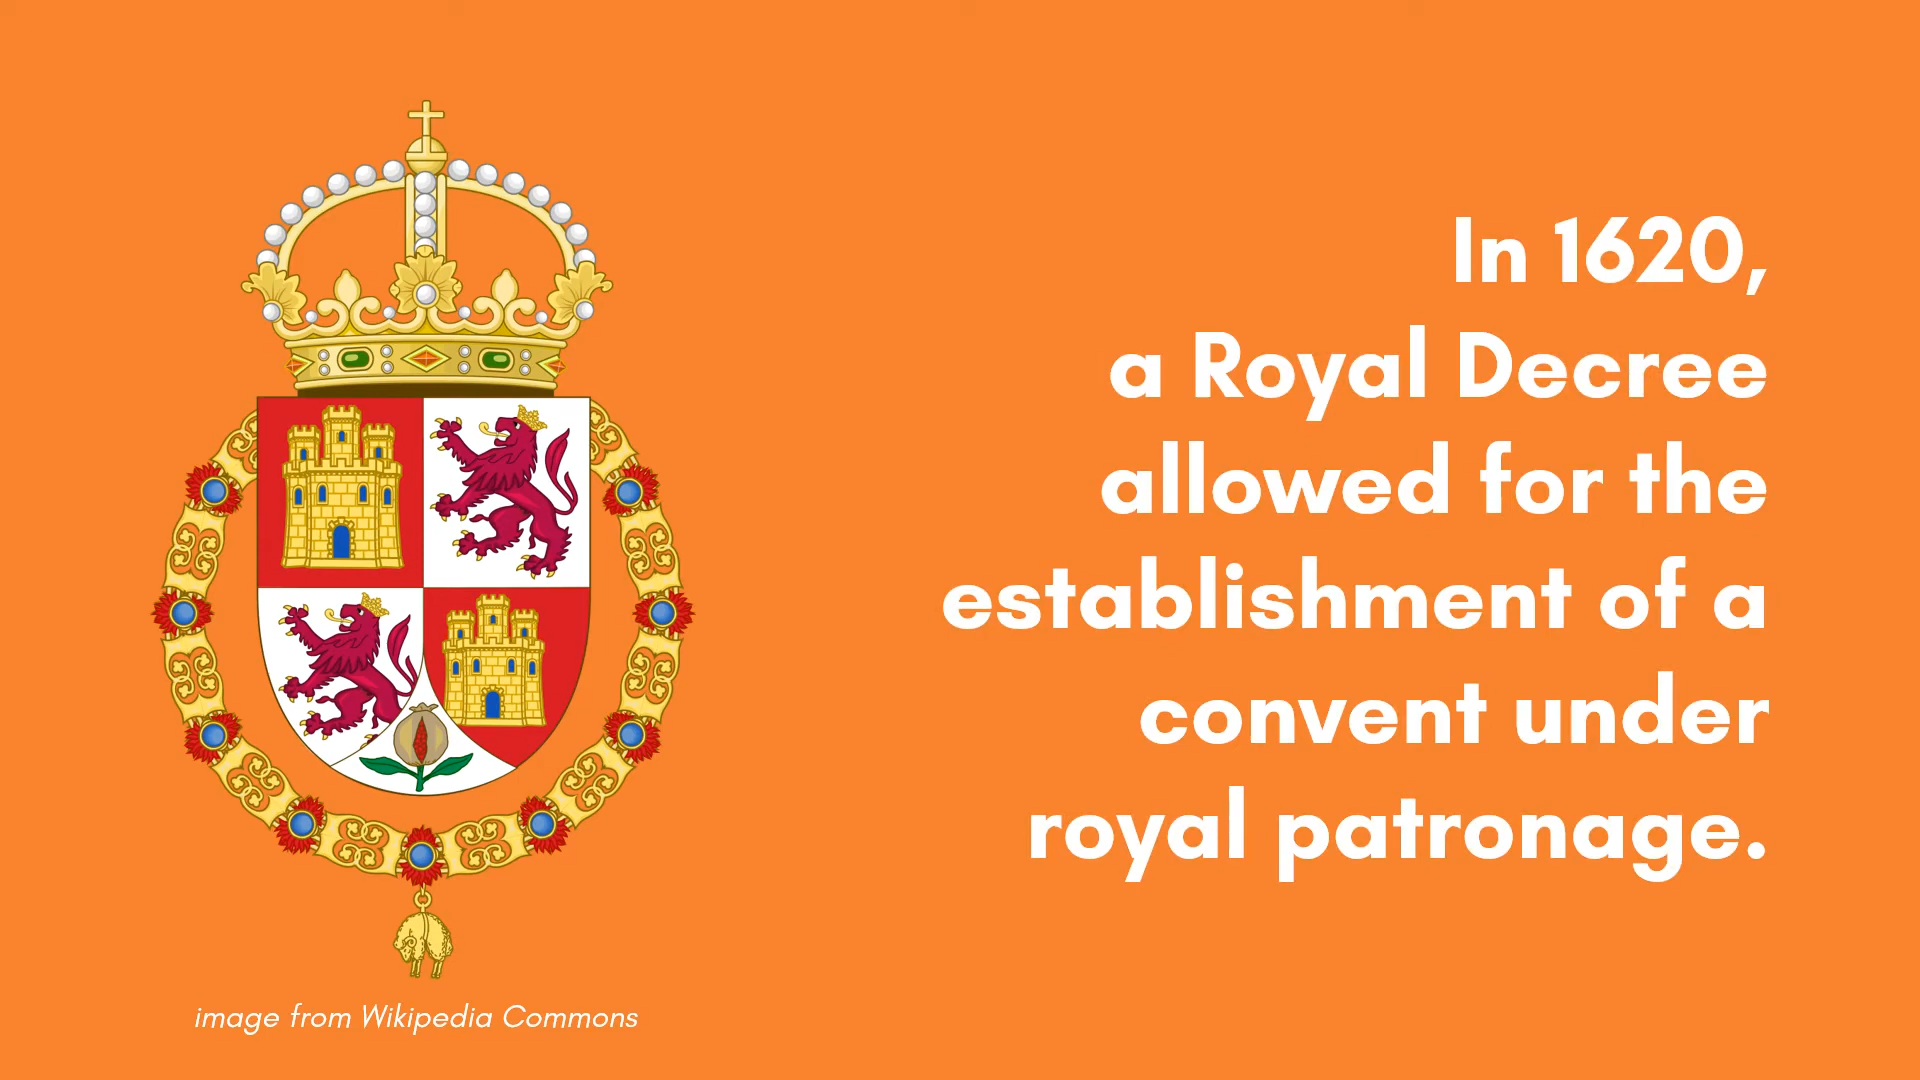 In 1620,
a Royal Decree
allowed for the
establishment of a
convent under
royal patronage.
image from Wikipedia Commons